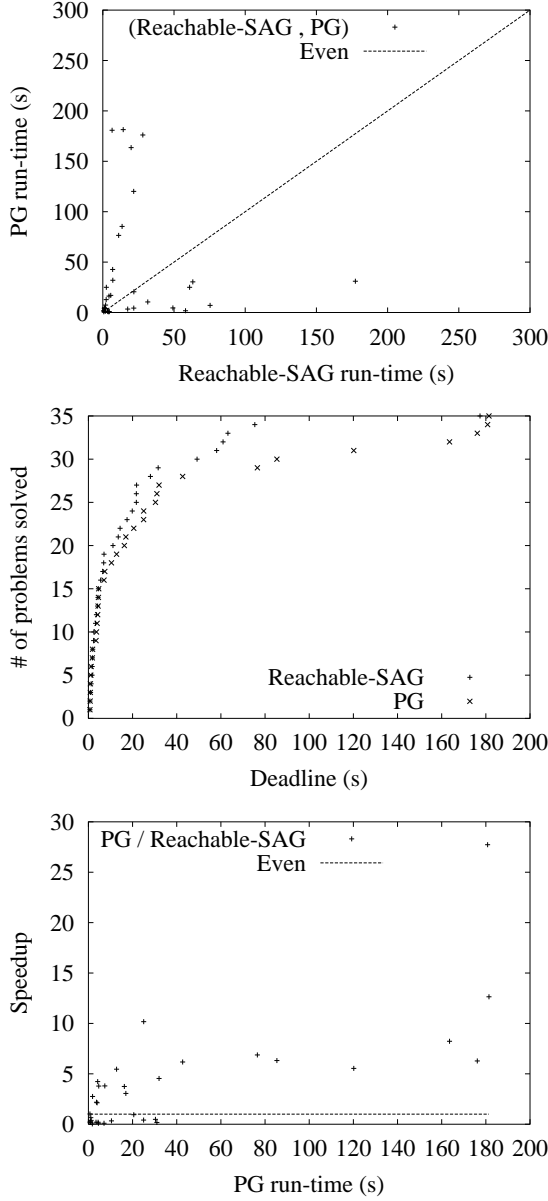 300
250
200
150
100
50
0
PG run-time (s)
(Reachable-SAG , PG)
Even
0 50 100 150 200 250 300
Reachable-SAG run-time (s)
35
30
25
20
15
10
5
0
# of problems solved
Reachable-SAG
PG
0 20 40 60 80 100 120 140 160 180 200
Deadline (s)
30
25
20
15
10
5
0
Speedup
PG / Reachable-SAG
Even
0 20 40 60 80 100 120 140 160 180 200
PG run-time (s)